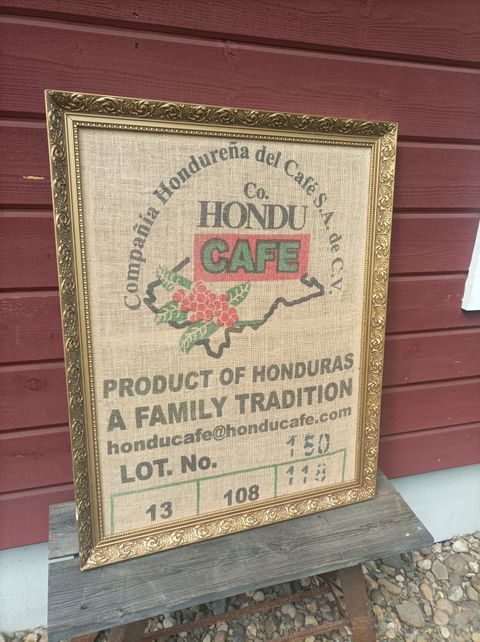 Compañía Hondureña del Café S.A. de C.V.
Co.
HONDU
CAFE
PRODUCT OF HONDURAS
A FAMILY TRADITION
honducafe@honducafe.com
LOT. No. 150
13 108 118